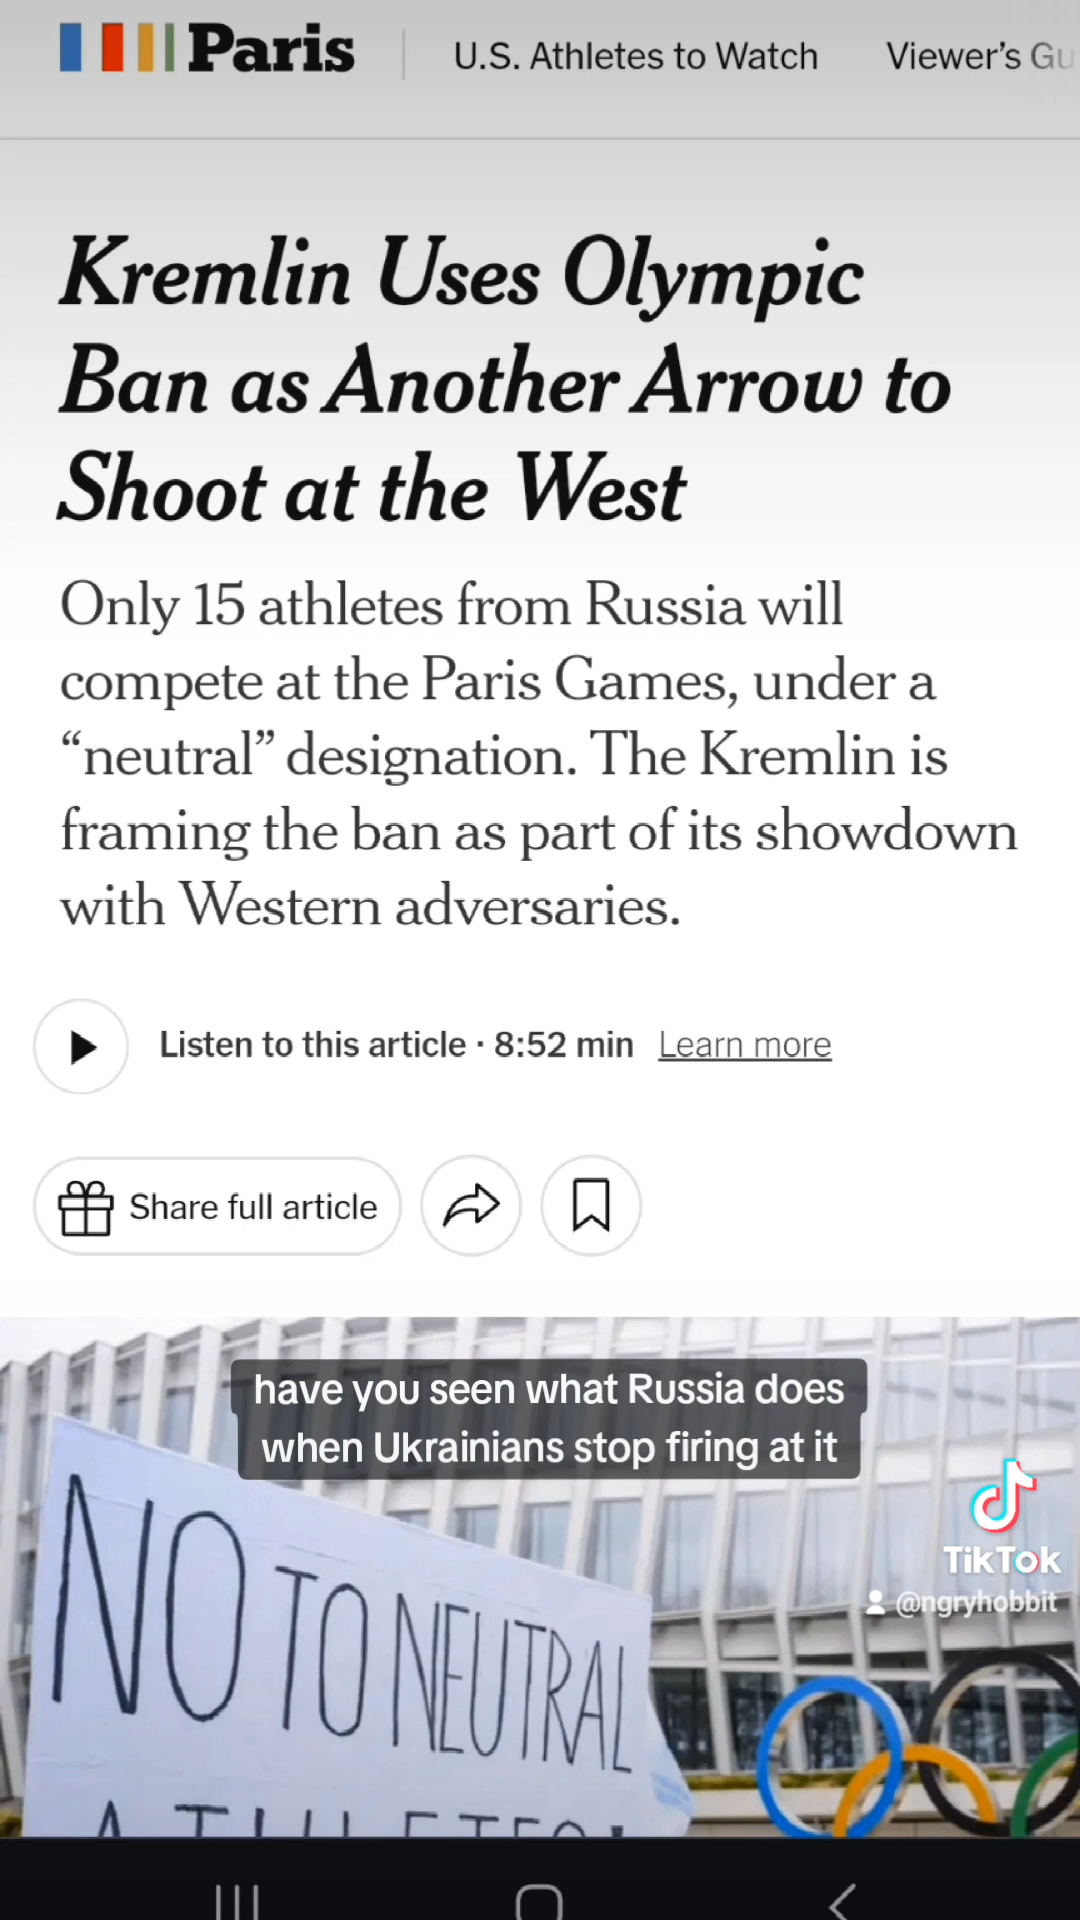 Paris
U.S. Athletes to Watch
Viewer's Gu
Kremlin Uses Olympic
Ban as Another Arrow to
Shoot at the West
Only 15 athletes from Russia will
compete at the Paris Games, under a
“neutral” designation. The Kremlin is
framing the ban as part of its showdown
with Western adversaries.
Listen to this article · 8:52 min Learn more
Share full article
have you seen what Russia does
when Ukrainians stop firing at it
TikTok
@ngryhobbit
NO TO NEUTRAL
ATHLETES!